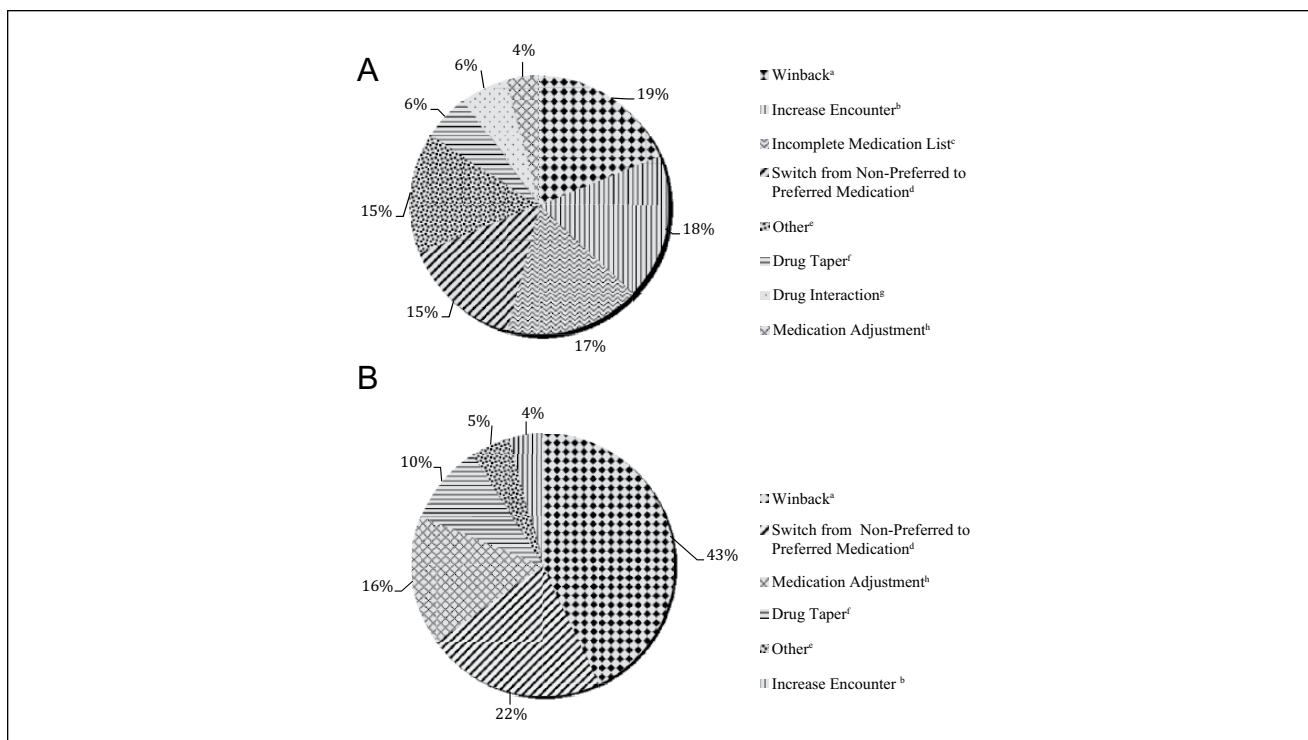 A
4%
6%
6%
19%
15%
18%
15%
17%
Winbackᵃ
Increase Encounterᵇ
Incomplete Medication Listᶜ
Switch from Non-Preferred to
Preferred Medicationᵈ
Otherᵉ
Drug Taperᶠ
Drug Interactionᵍ
Medication Adjustmentʰ
B
4%
5%
10%
43%
16%
22%
Winbackᵃ
Switch from Non-Preferred to
Preferred Medicationᵈ
Medication Adjustmentʰ
Drug Taperᶠ
Otherᵉ
Increase Encounter ᵇ